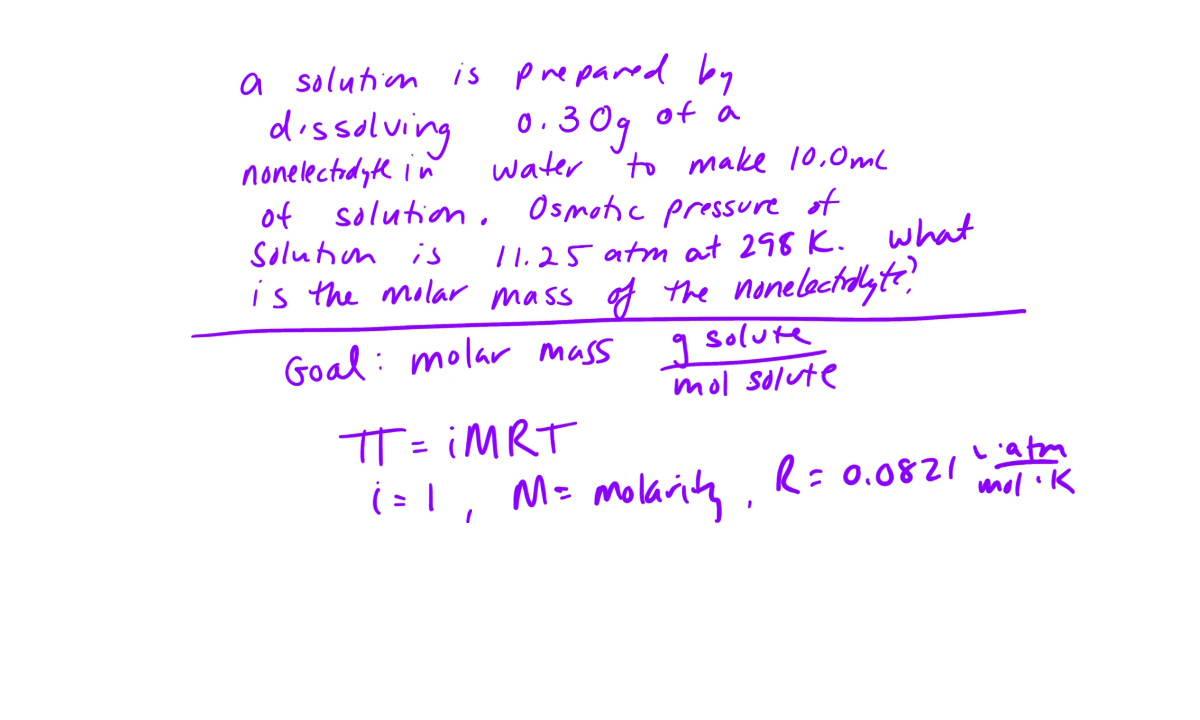 a solution is prepared by
dissolving 0.30g of a
nonelectrolyte in water to make 10.0mL
of solution. Osmotic pressure of
solution is 11.25 atm at 298 K. what
is the molar mass of the nonelectrolyte?
Goal: molar mass g solute / mol solute
π = iMRT
i = 1, M = molarity, R = 0.0821 L·atm / mol·K